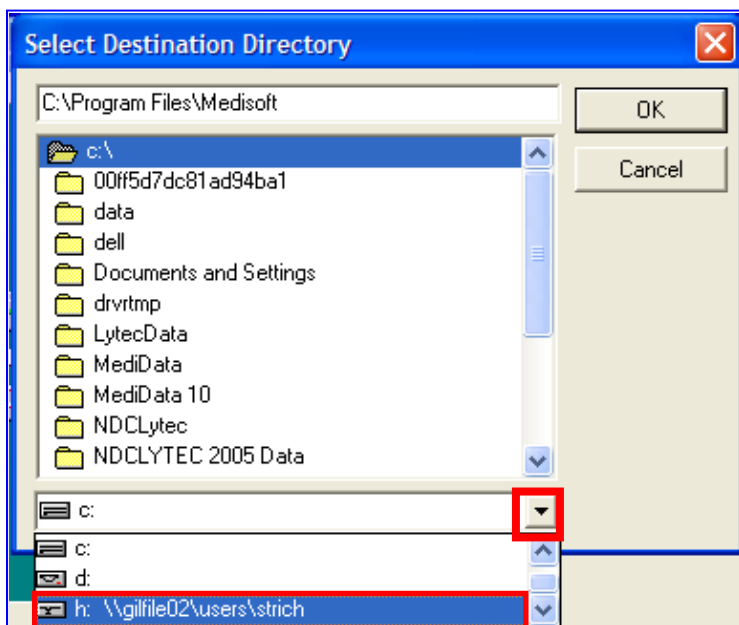 Select Destination Directory
C:\Program Files\Medisoft
OK
c:\
Cancel
00ff5d7dc81ad94ba1
data
dell
Documents and Settings
drvrtmp
LytecData
MediData
MediData 10
NDCLytec
NDCLYTEC 2005 Data
c:
c:
d:
h: \\gilfile02\users\strich